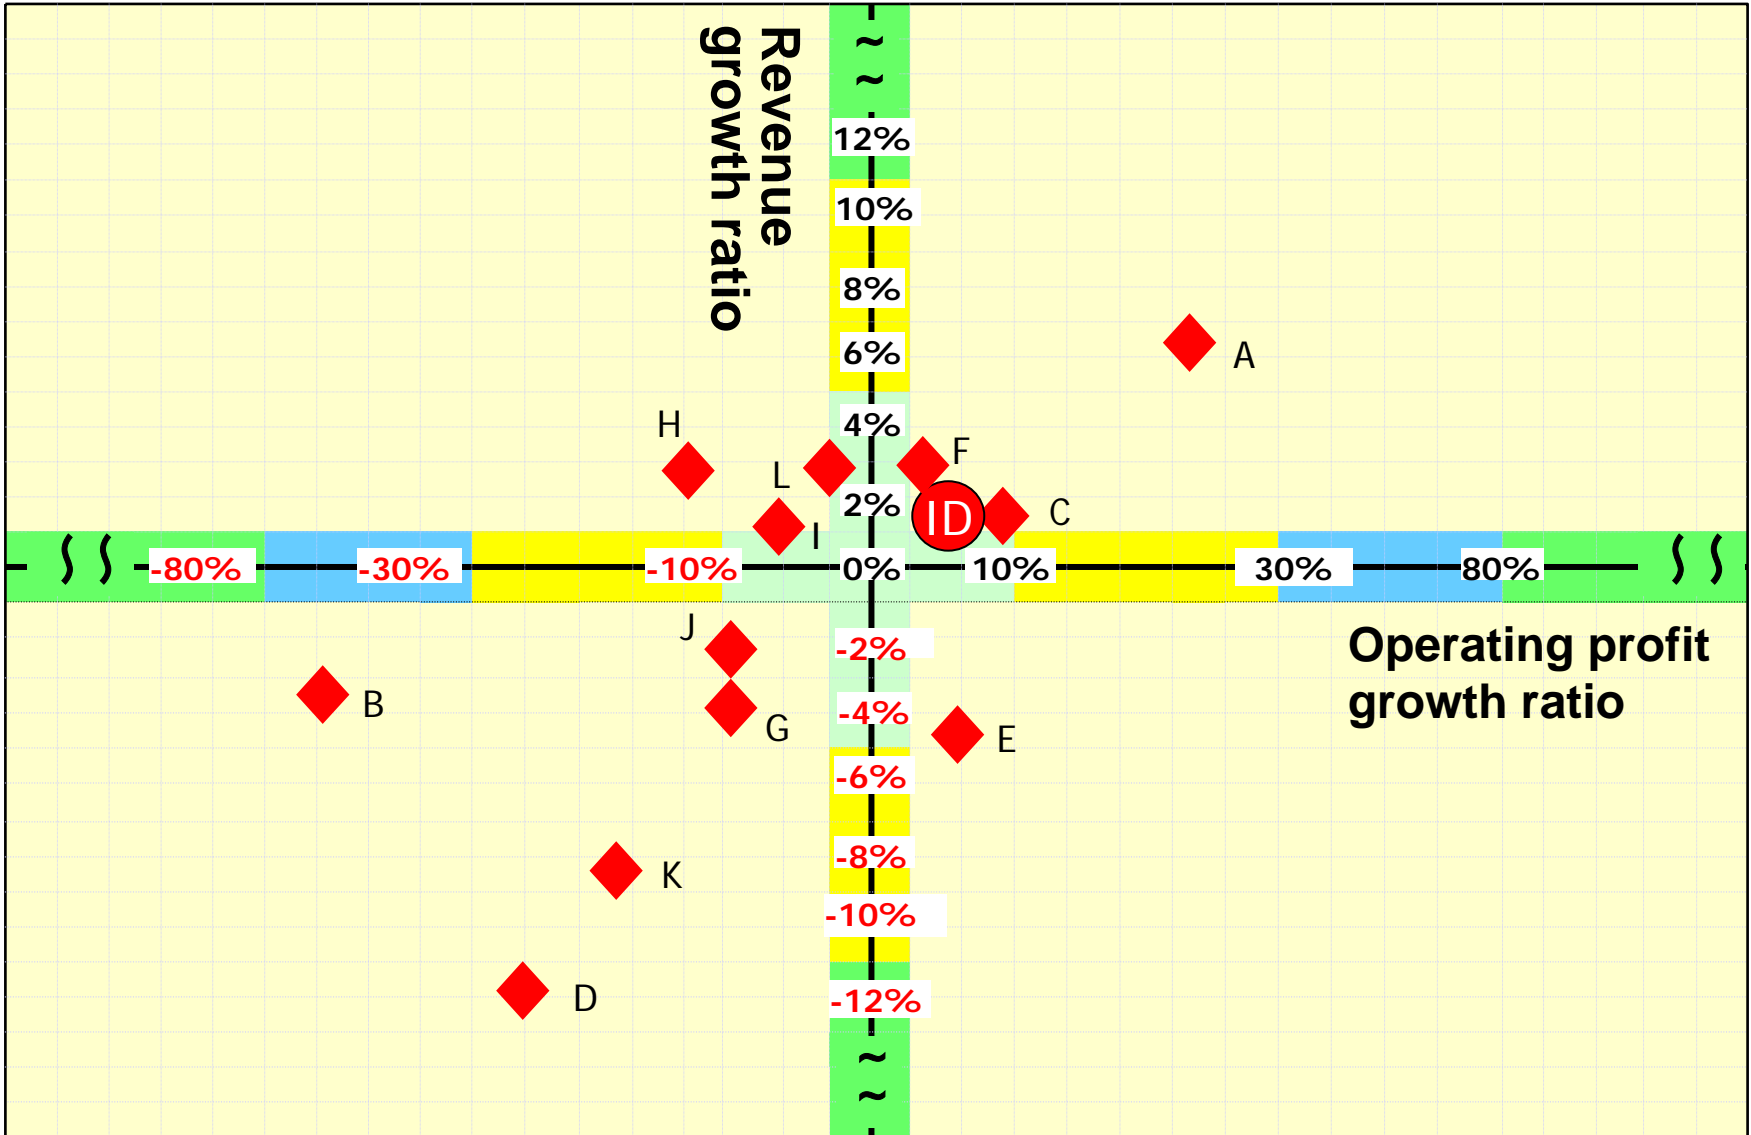 Revenue
growth ratio
12%
10%
8%
6%
A
4%
H
F
L
2%
ID
C
I
-80%
-30%
-10%
0%
10%
30%
80%
J
-2%
Operating profit
growth ratio
B
-4%
G
E
-6%
-8%
K
-10%
D
-12%